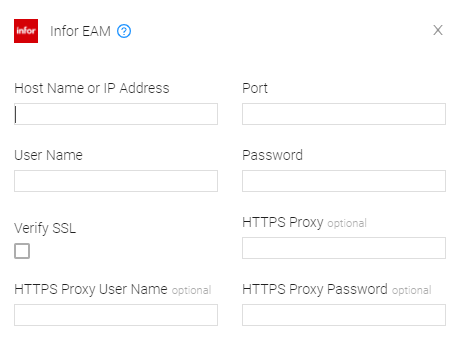 infor Infor EAM ? X
Host Name or IP Address Port
User Name Password
Verify SSL HTTPS Proxy optional
HTTPS Proxy User Name optional HTTPS Proxy Password optional